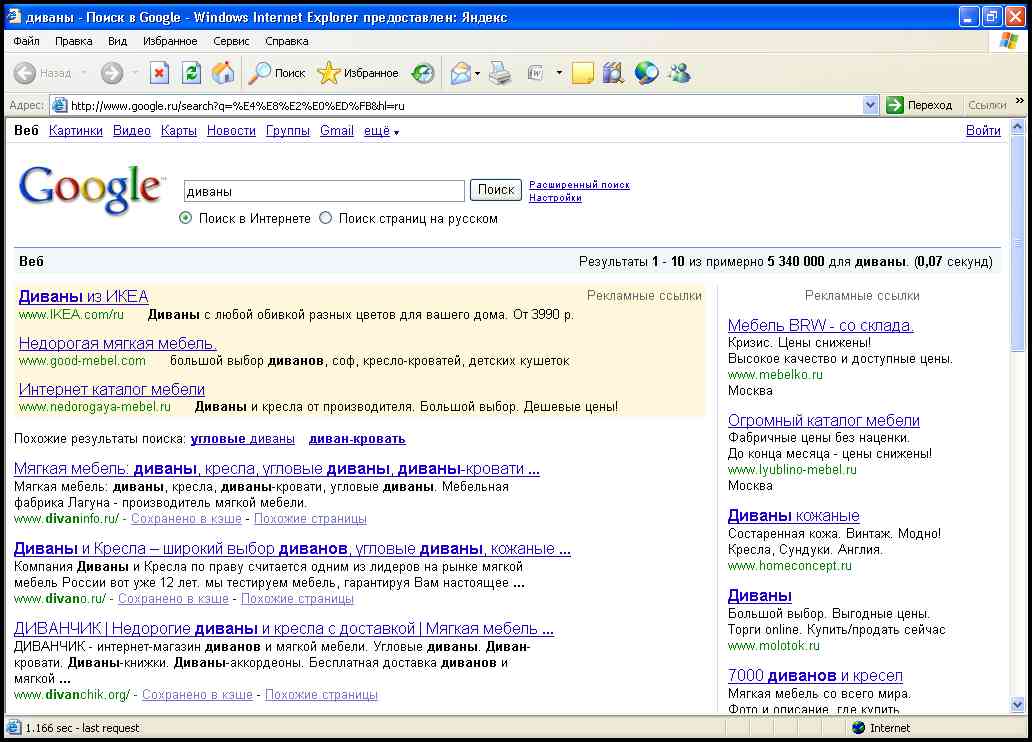 диваны - Поиск в Google - Windows Internet Explorer предоставлен: Яндекс
Файл Правка Вид Избранное Сервис Справка
Назад Поиск Избранное
Адрес: http://www.google.ru/search?q=%E4%E8%E2%E0%ED%FB&hl=ru Переход Ссылки »
Веб Картинки Видео Карты Новости Группы Gmail ещё Войти
Google™ диваны Поиск Расширенный поиск
Настройки
Поиск в Интернете Поиск страниц на русском
Веб Результаты 1 - 10 из примерно 5 340 000 для диваны. (0,07 секунд)
Диваны из ИКЕА Рекламные ссылки
www.IKEA.com/ru Диваны с любой обивкой разных цветов для вашего дома. От 3990 р.
Недорогая мягкая мебель.
www.good-mebel.com большой выбор диванов, соф, кресло-кроватей, детских кушеток
Интернет каталог мебели
www.nedorogaya-mebel.ru Диваны и кресла от производителя. Большой выбор. Дешевые цены!
Похожие результаты поиска: угловые диваны диван-кровать
Мягкая мебель: диваны, кресла, угловые диваны, диваны-кровати ...
Мягкая мебель: диваны, кресла, диваны-кровати, угловые диваны. Мебельная
фабрика Лагуна - производитель мягкой мебели.
www.divaninfo.ru/ - Сохранено в кэше - Похожие страницы
Диваны и Кресла – широкий выбор диванов, угловые диваны, кожаные ...
Компания Диваны и Кресла по праву считается одним из лидеров на рынке мягкой
мебель России вот уже 12 лет. мы тестируем мебель, гарантируя Вам настоящее ...
www.divano.ru/ - Сохранено в кэше - Похожие страницы
ДИВАНЧИК | Недорогие диваны и кресла с доставкой | Мягкая мебель ...
ДИВАНЧИК - интернет-магазин диванов и мягкой мебели. Угловые диваны. Диван-
кровати. Диваны-книжки. Диваны-аккордеоны. Бесплатная доставка диванов и
мягкой ...
www.divanchik.org/ - Сохранено в кэше - Похожие страницы
Рекламные ссылки
Мебель BRW - со склада.
Кризис. Цены снижены!
Высокое качество и доступные цены.
www.mebelko.ru
Москва
Огромный каталог мебели
Фабричные цены без наценки.
До конца месяца - цены снижены!
www.lyublino-mebel.ru
Москва
Диваны кожаные
Состаренная кожа. Винтаж. Модно!
Кресла, Сундуки. Англия.
www.homeconcept.ru
Диваны
Большой выбор. Выгодные цены.
Торги online. Купить/продать сейчас
www.molotok.ru
7000 диванов и кресел
Мягкая мебель со всего мира.
Фото и описание, где купить
1.166 sec - last request Internet